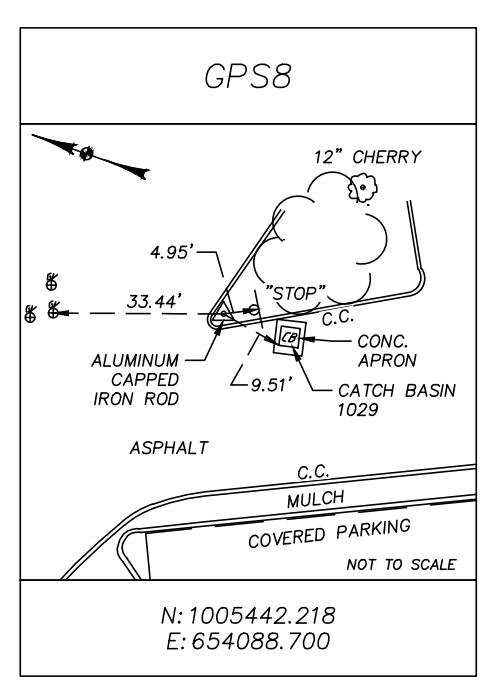 GPS8
12" CHERRY
4.95'
33.44'
"STOP"
C.C.
ALUMINUM
CAPPED
IRON ROD
CB
CONC.
APRON
9.51'
CATCH BASIN
1029
ASPHALT
C.C.
MULCH
COVERED PARKING
NOT TO SCALE
N: 1005442.218
E: 654088.700